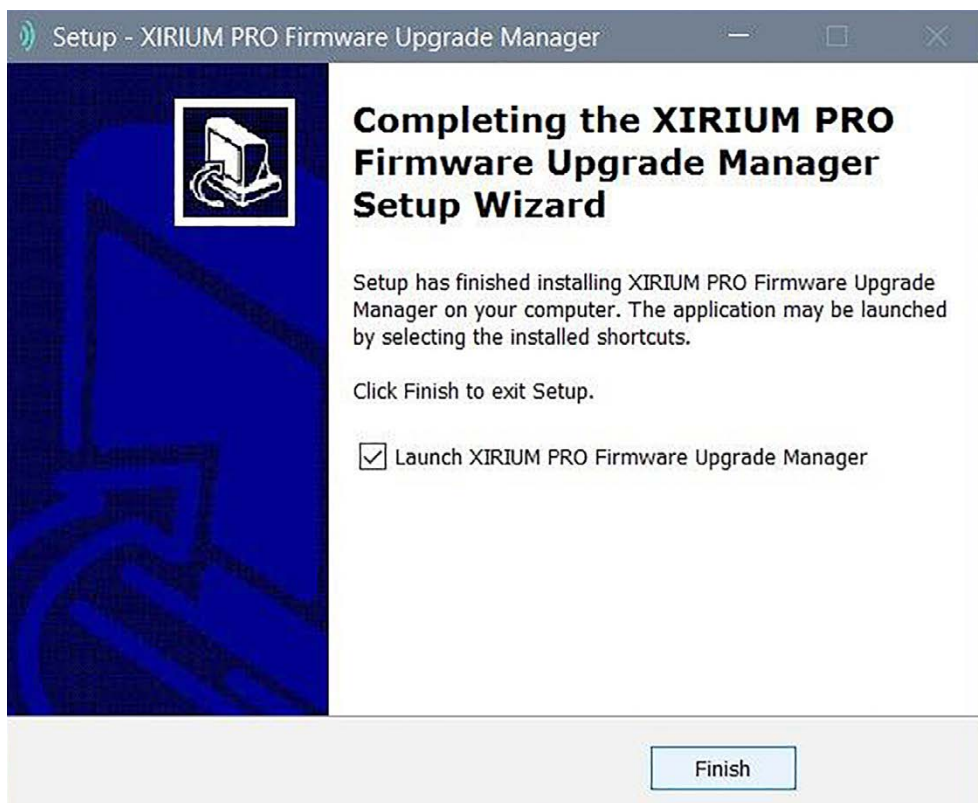 Setup - XIRIUM PRO Firmware Upgrade Manager
Completing the XIRIUM PRO
Firmware Upgrade Manager
Setup Wizard
Setup has finished installing XIRIUM PRO Firmware Upgrade
Manager on your computer. The application may be launched
by selecting the installed shortcuts.
Click Finish to exit Setup.
Launch XIRIUM PRO Firmware Upgrade Manager
Finish